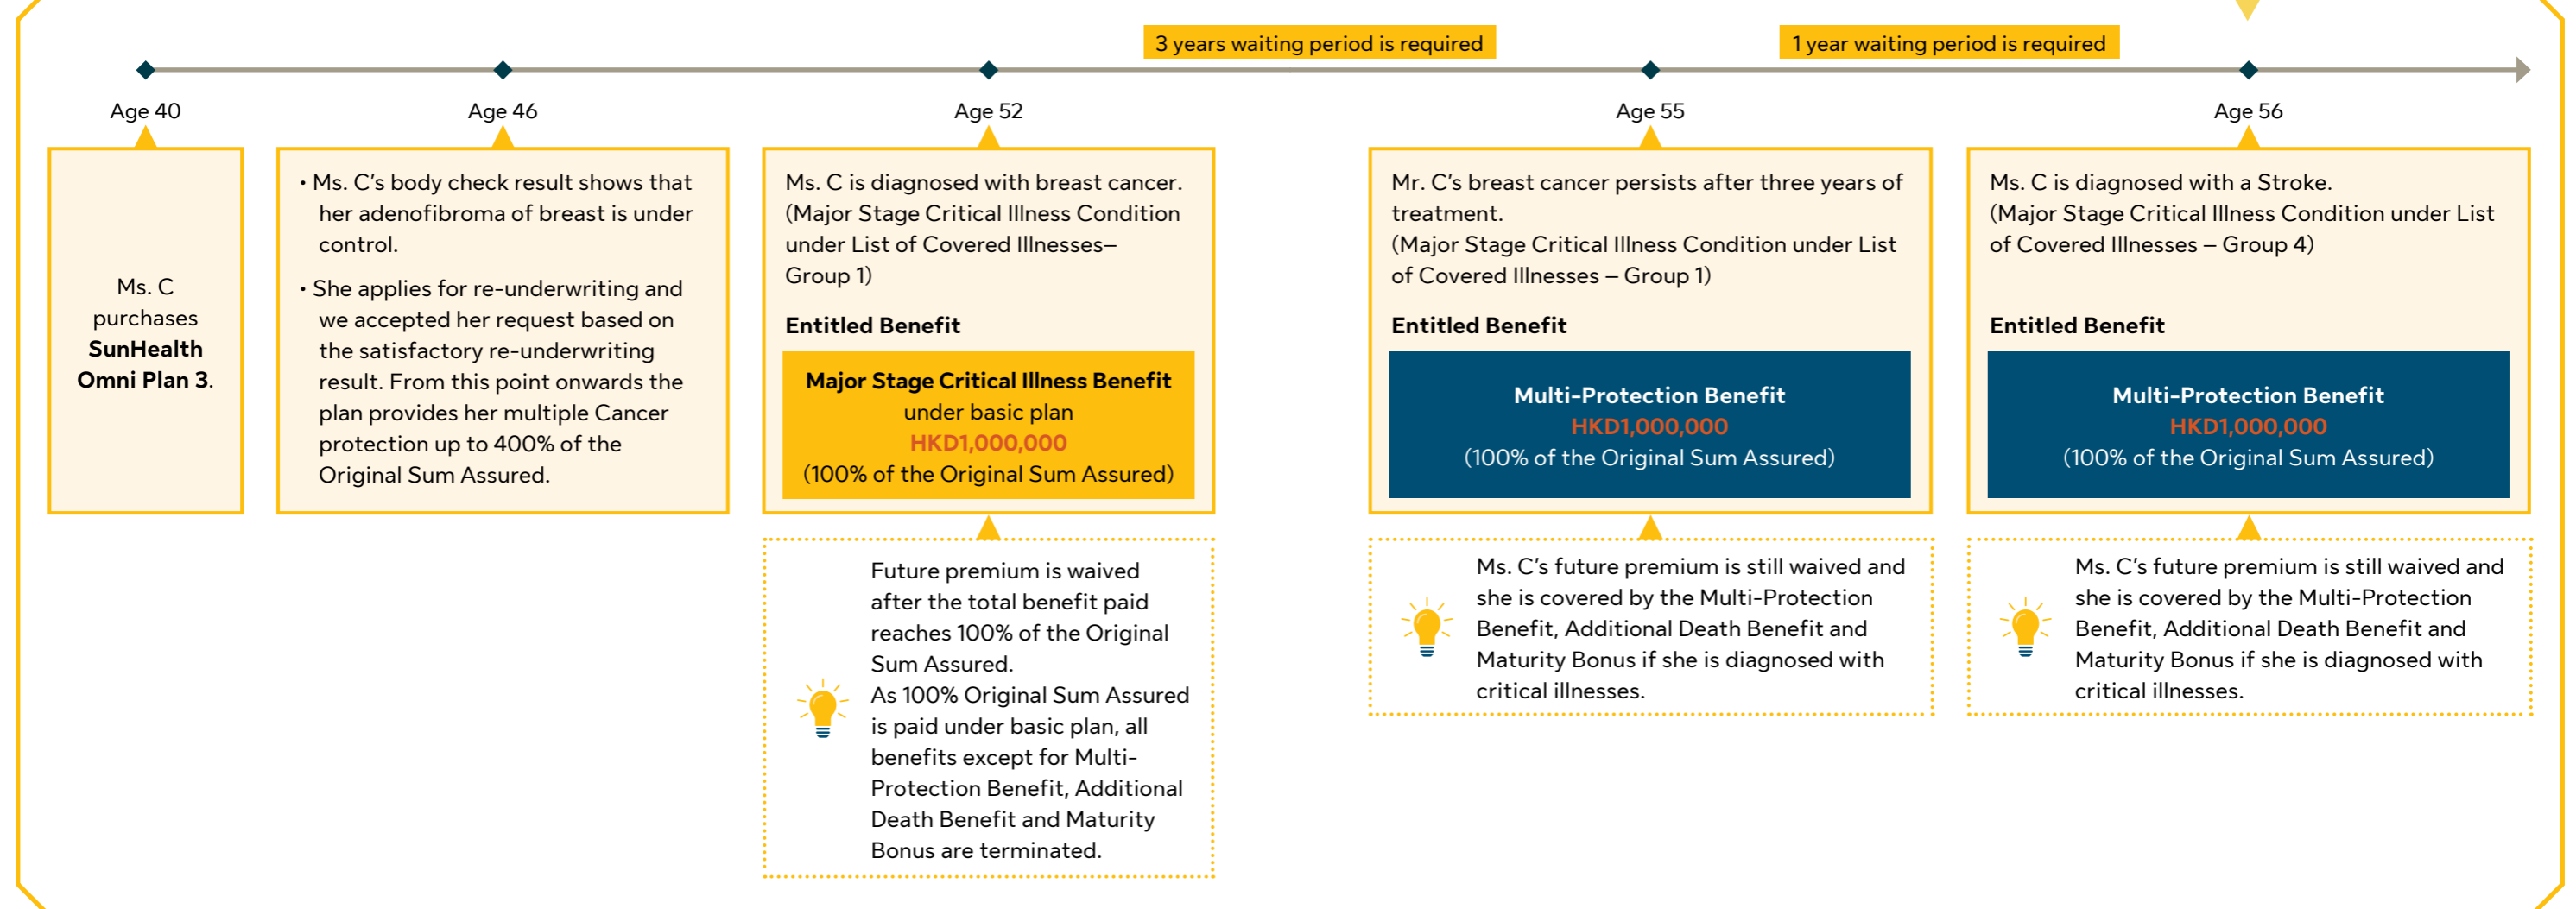 3 years waiting period is required
1 year waiting period is required
Age 40
Age 46
Age 52
Age 55
Age 56
Ms. C
purchases
SunHealth
Omni Plan 3.
• Ms. C's body check result shows that
her adenofibroma of breast is under
control.
• She applies for re-underwriting and
we accepted her request based on
the satisfactory re-underwriting
result. From this point onwards the
plan provides her multiple Cancer
protection up to 400% of the
Original Sum Assured.
Ms. C is diagnosed with breast cancer.
(Major Stage Critical Illness Condition
under List of Covered Illnesses–
Group 1)
Entitled Benefit
Major Stage Critical Illness Benefit
under basic plan
HKD1,000,000
(100% of the Original Sum Assured)
Future premium is waived
after the total benefit paid
reaches 100% of the Original
Sum Assured.
As 100% Original Sum Assured
is paid under basic plan, all
benefits except for Multi-
Protection Benefit, Additional
Death Benefit and Maturity
Bonus are terminated.
Mr. C's breast cancer persists after three years of
treatment.
(Major Stage Critical Illness Condition under List
of Covered Illnesses – Group 1)
Entitled Benefit
Multi-Protection Benefit
HKD1,000,000
(100% of the Original Sum Assured)
Ms. C's future premium is still waived and
she is covered by the Multi-Protection
Benefit, Additional Death Benefit and
Maturity Bonus if she is diagnosed with
critical illnesses.
Ms. C is diagnosed with a Stroke.
(Major Stage Critical Illness Condition under List
of Covered Illnesses – Group 4)
Entitled Benefit
Multi-Protection Benefit
HKD1,000,000
(100% of the Original Sum Assured)
Ms. C's future premium is still waived and
she is covered by the Multi-Protection
Benefit, Additional Death Benefit and
Maturity Bonus if she is diagnosed with
critical illnesses.